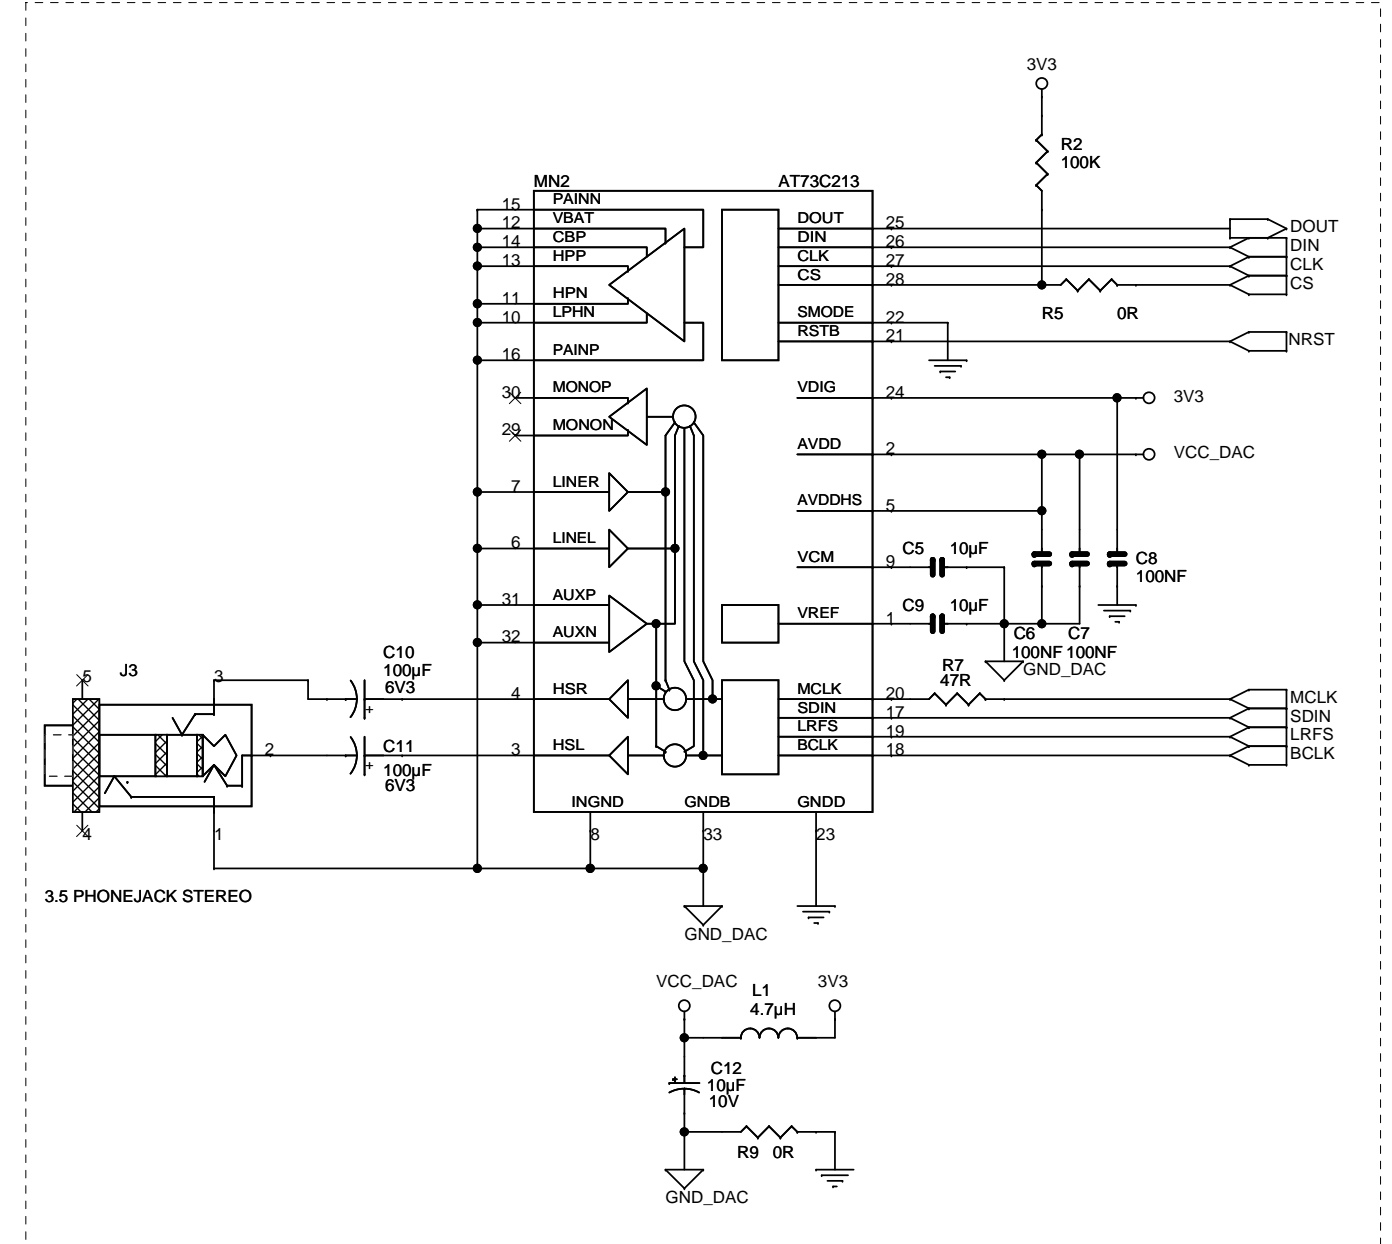 3V3
R2
100K
MN2 AT73C213
15 PAINN
12 VBAT
14 CBP
13 HPP
11 HPN
10 LPHN
16 PAINP
30 MONOP
29 MONON
7 LINER
6 LINEL
31 AUXP
32 AUXN
4 HSR
3 HSL
DOUT 25 DOUT
DIN 26 DIN
CLK 27 CLK
CS 28 CS
R5 0R
SMODE 22
RSTB 21 NRST
VDIG 24 3V3
AVDD 2 VCC_DAC
AVDDHS 5
VCM 9 C5 10µF
C8
100NF
VREF 1 C9 10µF
C6 C7
100NF 100NF
GND_DAC
R7
47R
MCLK 20 MCLK
SDIN 17 SDIN
LRFS 19 LRFS
BCLK 18 BCLK
C10
100µF
6V3
+
C11
100µF
6V3
+
J3
5
3
2
4
1
3.5 PHONEJACK STEREO
INGND GNDB GNDD
8 33 23
GND_DAC
VCC_DAC L1 3V3
4.7µH
+
C12
10µF
10V
R9 0R
GND_DAC